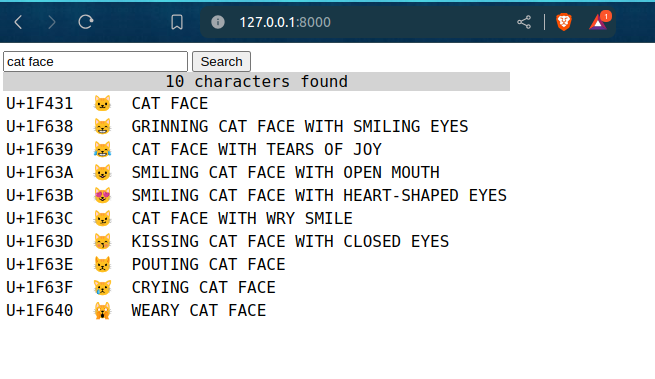 127.0.0.1:8000
1
cat face Search
10 characters found
U+1F431 🐱 CAT FACE
U+1F638 😸 GRINNING CAT FACE WITH SMILING EYES
U+1F639 😹 CAT FACE WITH TEARS OF JOY
U+1F63A 😺 SMILING CAT FACE WITH OPEN MOUTH
U+1F63B 😻 SMILING CAT FACE WITH HEART-SHAPED EYES
U+1F63C 😼 CAT FACE WITH WRY SMILE
U+1F63D 😽 KISSING CAT FACE WITH CLOSED EYES
U+1F63E 😾 POUTING CAT FACE
U+1F63F 😿 CRYING CAT FACE
U+1F640 🙀 WEARY CAT FACE